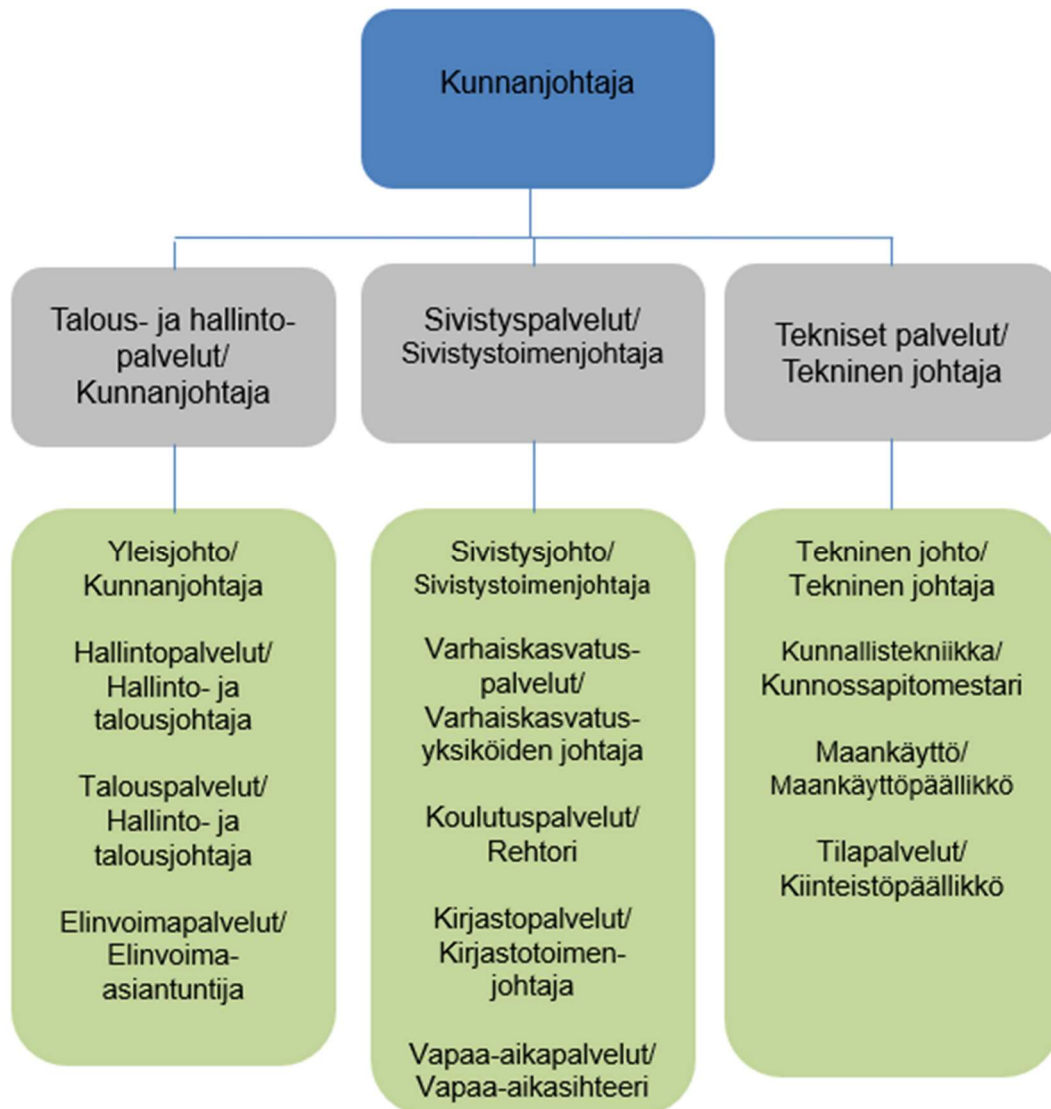 Kunnanjohtaja
Talous- ja hallinto-
palvelut/
Kunnanjohtaja
Sivistyspalvelut/
Sivistystoimenjohtaja
Tekniset palvelut/
Tekninen johtaja
Yleisjohto/
Kunnanjohtaja
Hallintopalvelut/
Hallinto- ja
talousjohtaja
Talouspalvelut/
Hallinto- ja
talousjohtaja
Elinvoimapalvelut/
Elinvoima-
asiantuntija
Sivistysjohto/
Sivistystoimenjohtaja
Varhaiskasvatus-
palvelut/
Varhaiskasvatus-
yksiköiden johtaja
Koulutuspalvelut/
Rehtori
Kirjastopalvelut/
Kirjastotoimen-
johtaja
Vapaa-aikapalvelut/
Vapaa-aikasihteeri
Tekninen johto/
Tekninen johtaja
Kunnallistekniikka/
Kunnossapitomestari
Maankäyttö/
Maankäyttöpäällikkö
Tilapalvelut/
Kiinteistöpäällikkö